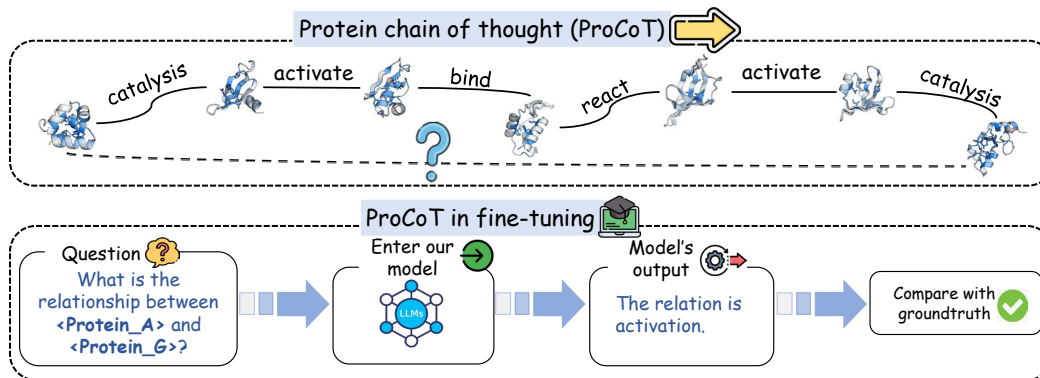 Protein chain of thought (ProCoT)
catalysis
activate
bind
react
activate
catalysis
?
ProCoT in fine-tuning
Question
?
What is the
relationship between
<Protein_A> and
<Protein_G>?
Enter our
model
LLMs
Model's
output
The relation is
activation.
Compare with
groundtruth